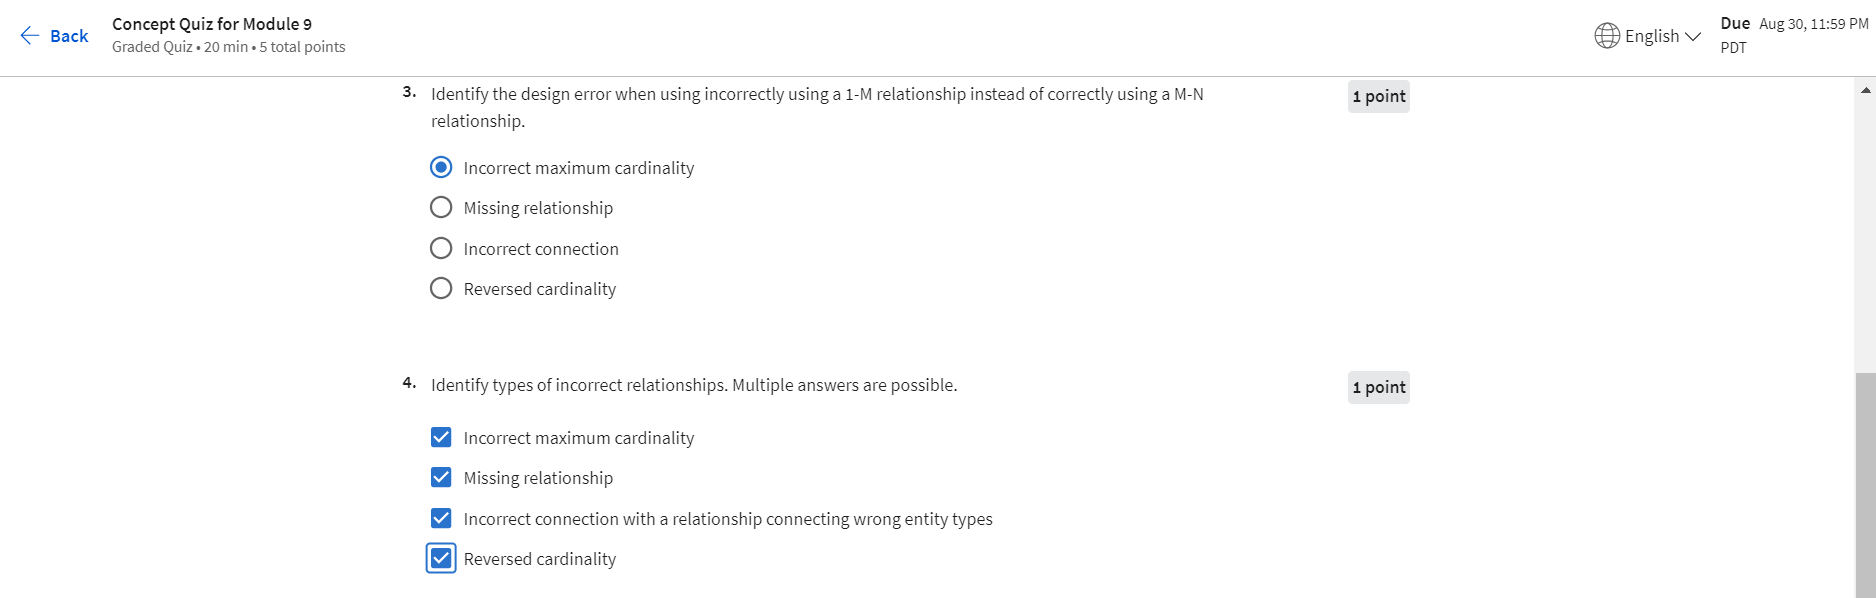 Back
Concept Quiz for Module 9
Graded Quiz • 20 min • 5 total points
English
Due Aug 30, 11:59 PM
PDT
3. Identify the design error when using incorrectly using a 1-M relationship instead of correctly using a M-N
relationship.
1 point
Incorrect maximum cardinality
Missing relationship
Incorrect connection
Reversed cardinality
4. Identify types of incorrect relationships. Multiple answers are possible.
1 point
Incorrect maximum cardinality
Missing relationship
Incorrect connection with a relationship connecting wrong entity types
Reversed cardinality